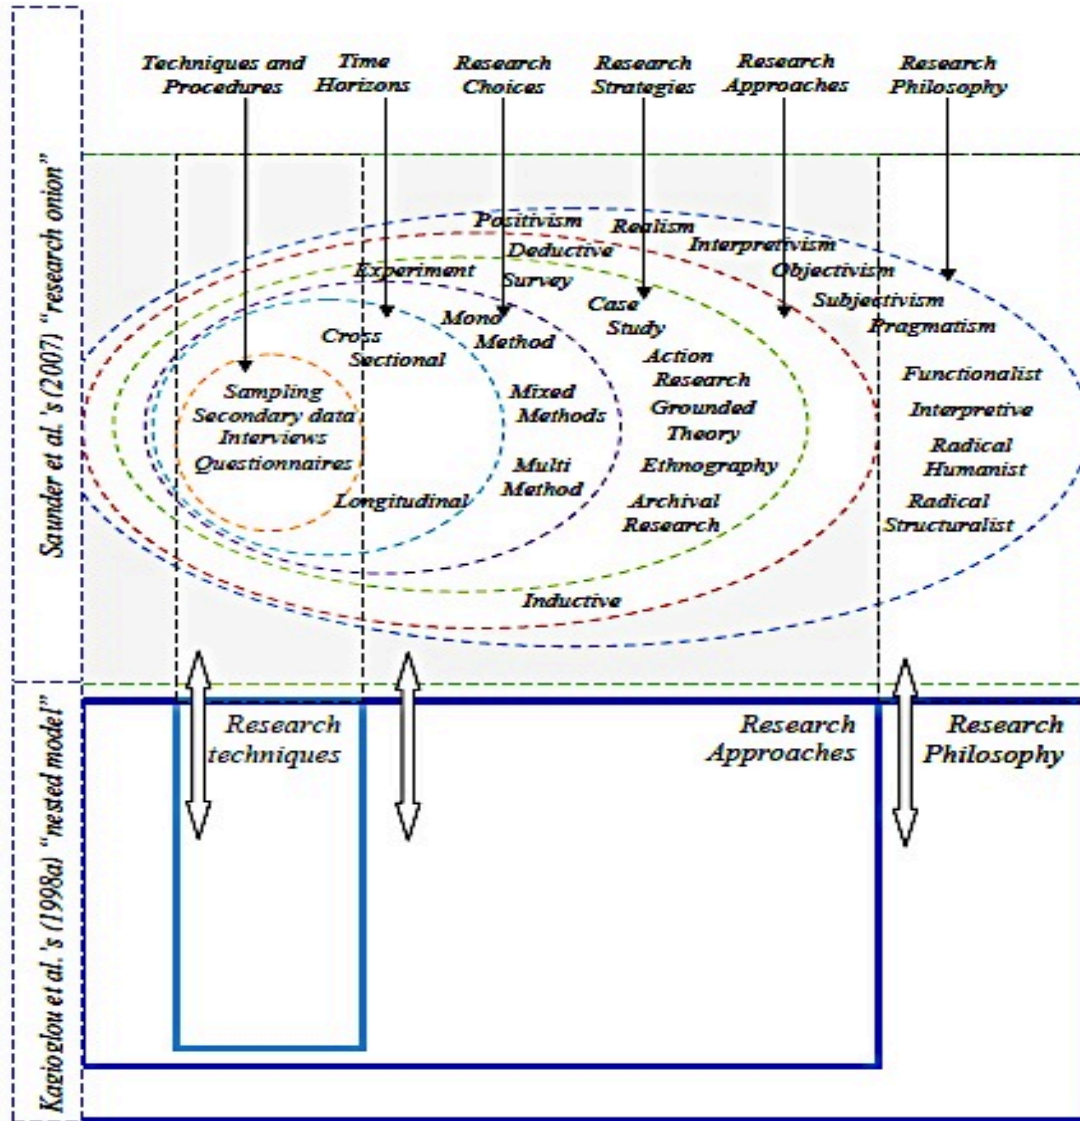 Techniques and
Procedures
Time
Horizons
Research
Choices
Research
Strategies
Research
Approaches
Research
Philosophy
Saunder et al.'s (2007) “research onion”
Positivism
Realism
Interpretivism
Objectivism
Subjectivism
Pragmatism
Functionalist
Interpretive
Radical
Humanist
Radical
Structuralist
Deductive
Inductive
Experiment
Survey
Case
Study
Action
Research
Grounded
Theory
Ethnography
Archival
Research
Mono
Method
Mixed
Methods
Multi
Method
Cross
Sectional
Longitudinal
Sampling
Secondary data
Interviews
Questionnaires
Kagioglou et al.'s (1998a) “nested model”
Research
techniques
Research
Approaches
Research
Philosophy